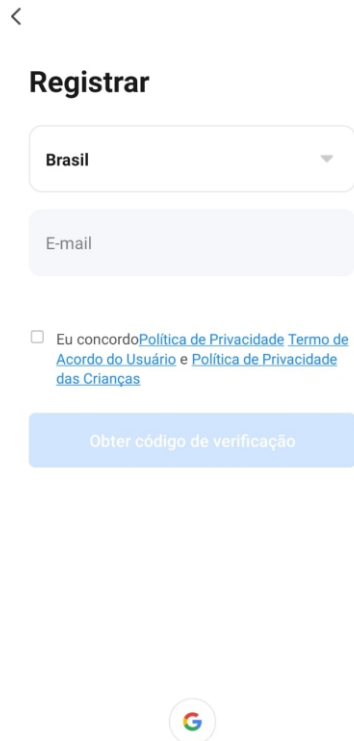 Registrar
Brasil
E-mail
Eu concordoPolítica de Privacidade Termo de
Acordo do Usuário e Política de Privacidade
das Crianças
Obter código de verificação